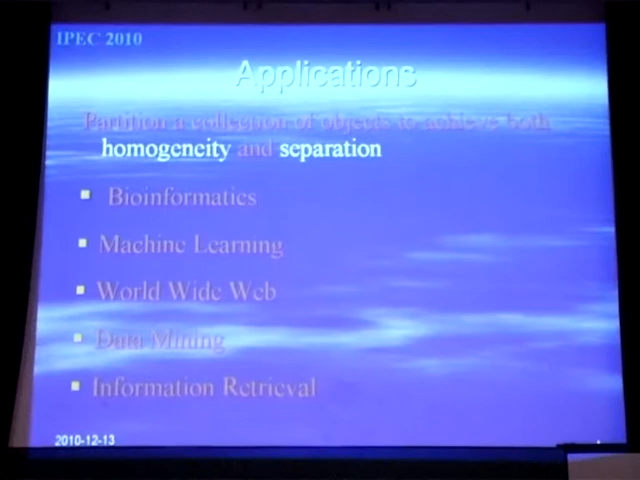 IPEC 2010
Applications
Partition a collection of objects to achieve both
homogeneity and separation
Bioinformatics
Machine Learning
World Wide Web
Data Mining
Information Retrieval
2010-12-13